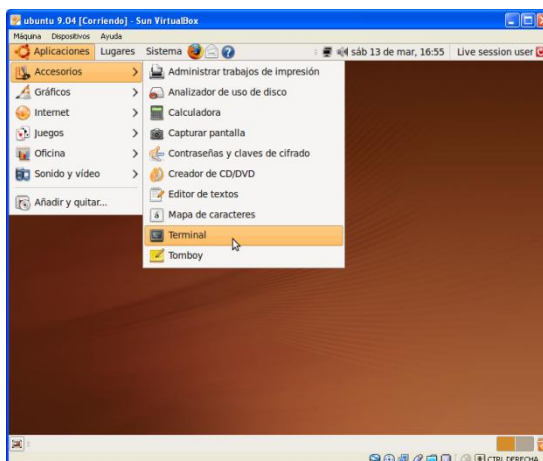 ubuntu 9.04 [Corriendo] - Sun VirtualBox
Máquina Dispositivos Ayuda
Aplicaciones Lugares Sistema sáb 13 de mar, 16:55 Live session user
Accesorios
Gráficos
Internet
Juegos
Oficina
Sonido y vídeo
Añadir y quitar...
Administrar trabajos de impresión
Analizador de uso de disco
Calculadora
Capturar pantalla
Contraseñas y claves de cifrado
Creador de CD/DVD
Editor de textos
Mapa de caracteres
Terminal
Tomboy
CTRL DERECHA